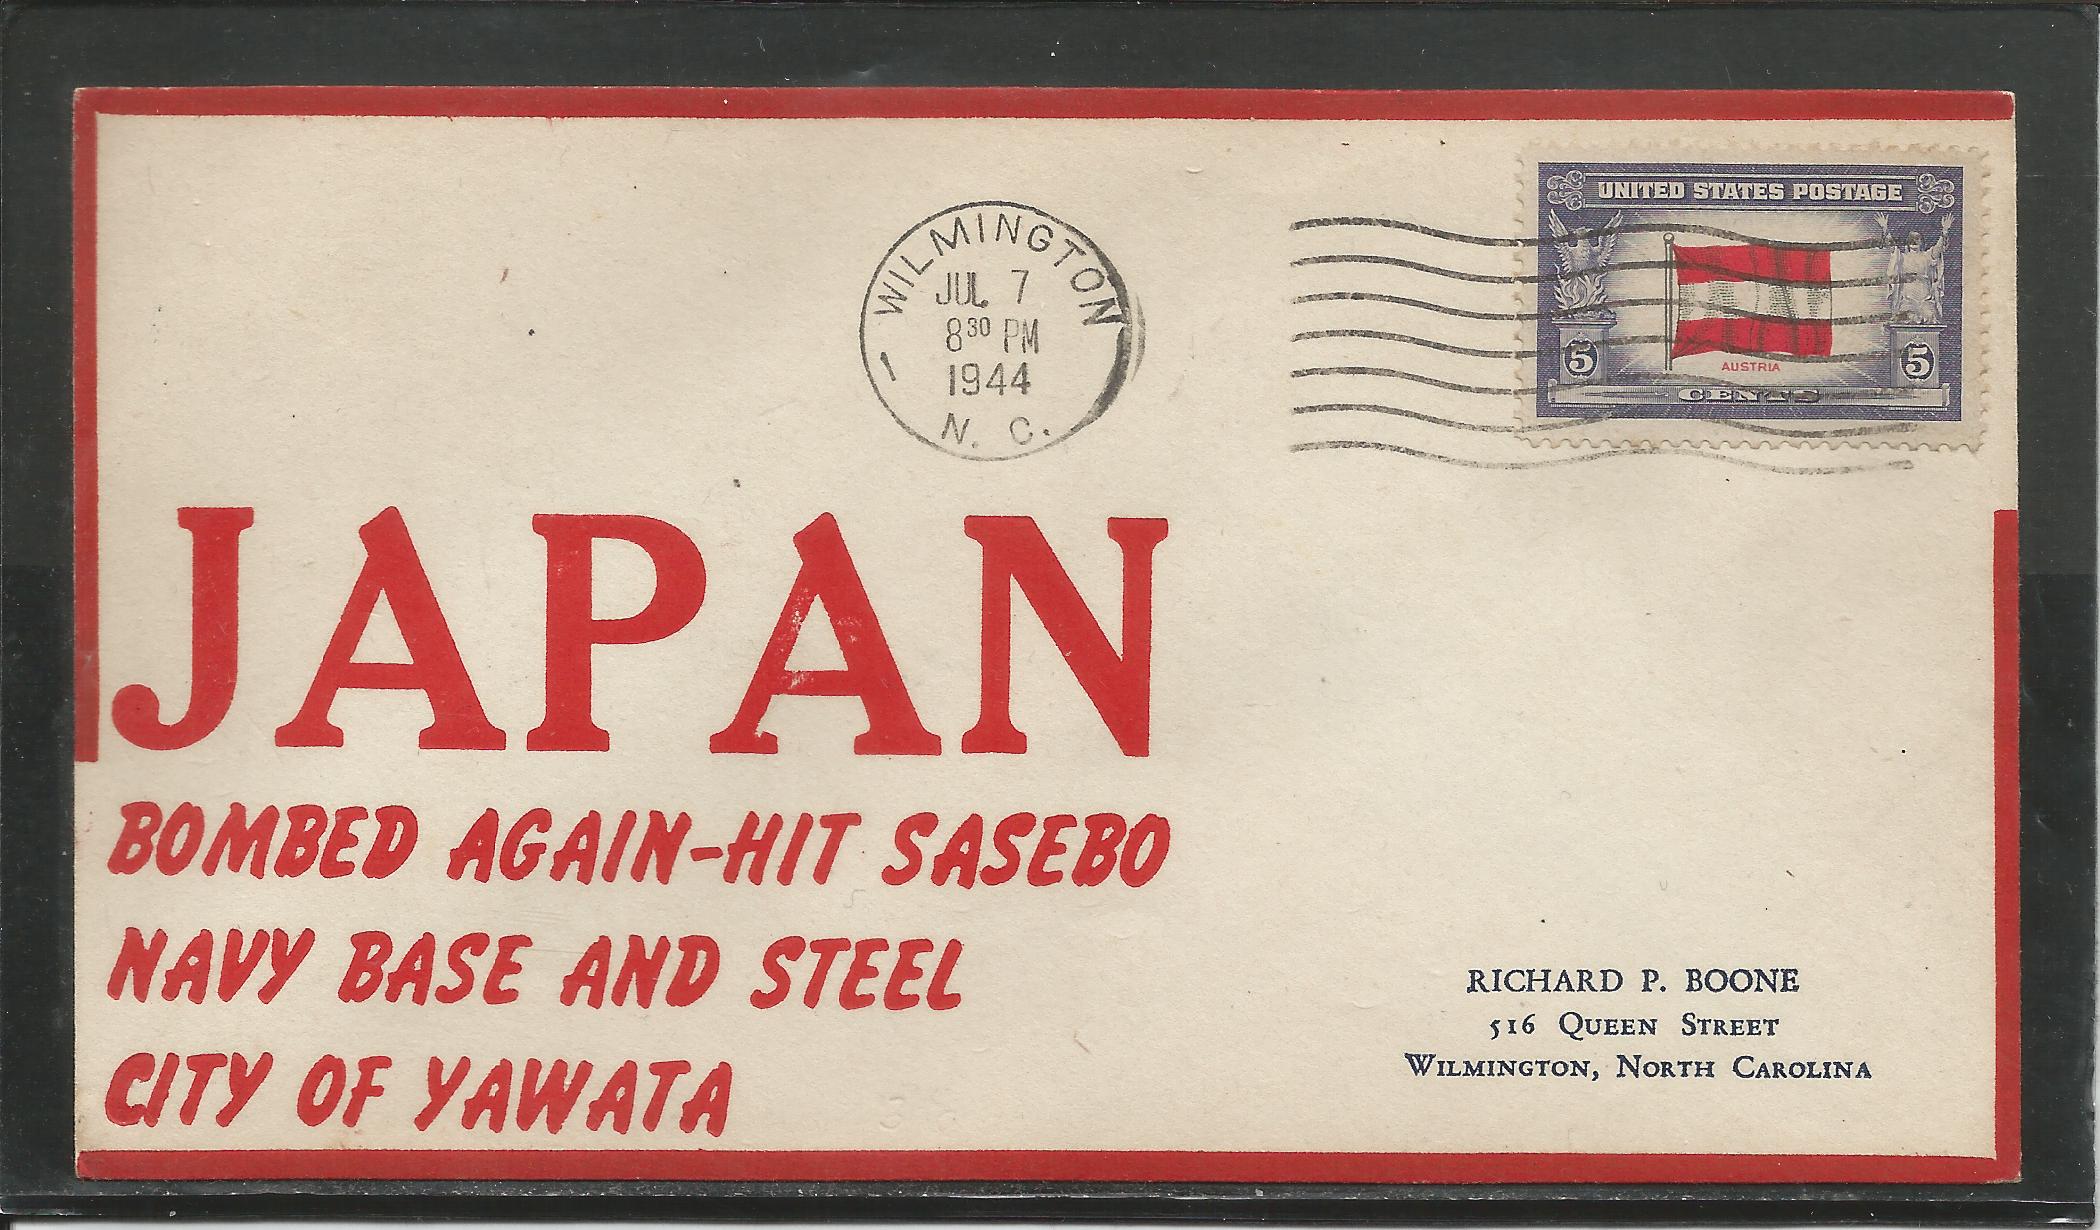 UNITED STATES POSTAGE
5 5
AUSTRIA
CENTS
WILMINGTON
JUL 7
8 30 PM
1944
N. C.
1
JAPAN
BOMBED AGAIN-HIT SASEBO
NAVY BASE AND STEEL
CITY OF YAWATA
RICHARD P. BOONE
516 QUEEN STREET
WILMINGTON, NORTH CAROLINA